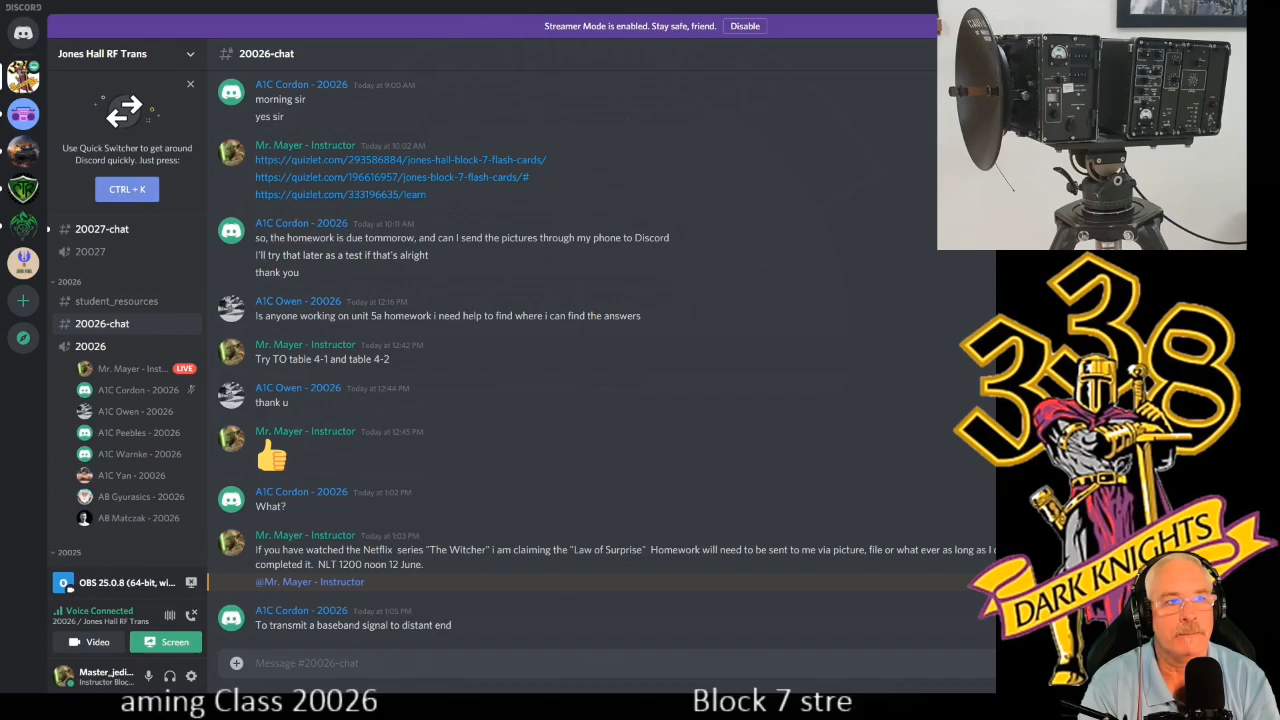 DISCORD
Streamer Mode is enabled. Stay safe, friend. Disable
Jones Hall RF Trans
Use Quick Switcher to get around
Discord quickly. Just press:
CTRL + K
20027-chat
20027
20026
student_resources
20026-chat
20026
Mr. Mayer - Inst... LIVE
A1C Cordon - 20026
A1C Owen - 20026
A1C Peebles - 20026
A1C Warnke - 20026
A1C Yan - 20026
AB Gyurasics - 20026
AB Matczak - 20026
20025
OBS 25.0.8 (64-bit, wi...
Voice Connected
20026 / Jones Hall RF Trans
Video Screen
Master_jedi...
Instructor Bloc...
20026-chat
A1C Cordon - 20026 Today at 9:00 AM
morning sir
yes sir
Mr. Mayer - Instructor Today at 10:02 AM
https://quizlet.com/293586884/jones-hall-block-7-flash-cards/
https://quizlet.com/196616957/jones-block-7-flash-cards/#
https://quizlet.com/333196635/learn
A1C Cordon - 20026 Today at 10:11 AM
so, the homework is due tommorow, and can I send the pictures through my phone to Discord
I'll try that later as a test if that's alright
thank you
A1C Owen - 20026 Today at 12:16 PM
Is anyone working on unit 5a homework i need help to find where i can find the answers
Mr. Mayer - Instructor Today at 12:42 PM
Try TO table 4-1 and table 4-2
A1C Owen - 20026 Today at 12:44 PM
thank u
Mr. Mayer - Instructor Today at 12:45 PM
A1C Cordon - 20026 Today at 1:02 PM
What?
Mr. Mayer - Instructor Today at 1:03 PM
If you have watched the Netflix series "The Witcher" i am claiming the "Law of Surprise" Homework will need to be sent to me via picture, file or what ever as long as I
completed it. NLT 1200 noon 12 June.
@Mr. Mayer - Instructor
A1C Cordon - 20026 Today at 1:05 PM
To transmit a baseband signal to distant end
Message #20026-chat
CAUTION
338
DARK KNIGHTS
aming Class 20026 Block 7 stre